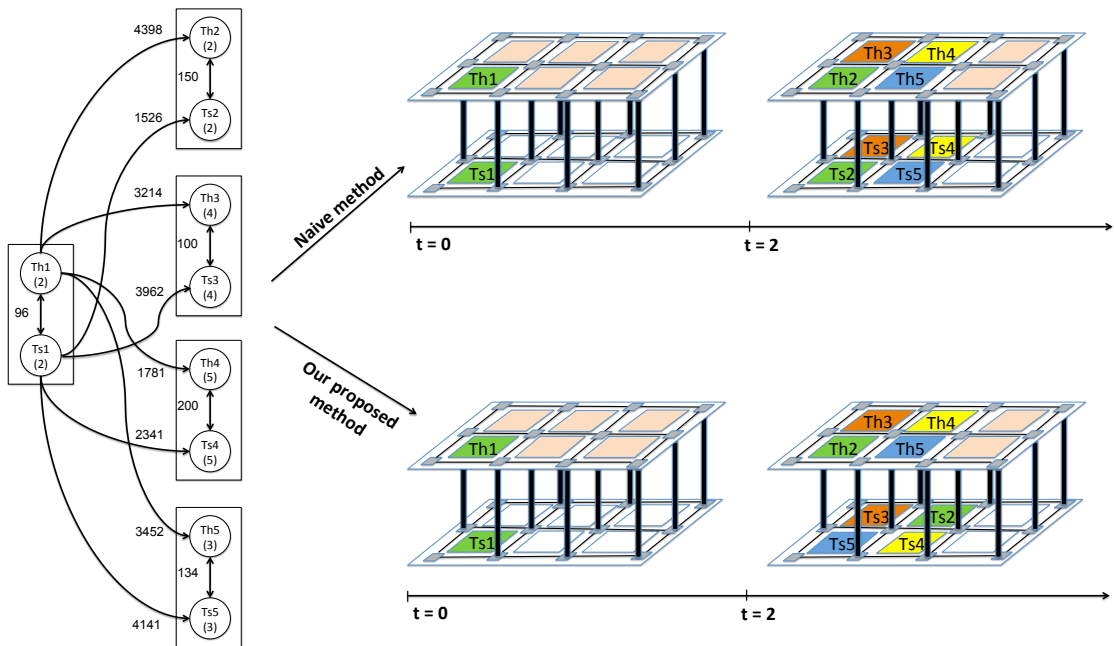 4398
Th2
(2)
150
1526
Ts2
(2)
3214
Th3
(4)
100
3962
Ts3
(4)
Th1
(2)
96
Ts1
(2)
1781
Th4
(5)
200
2341
Ts4
(5)
3452
Th5
(3)
134
4141
Ts5
(3)
Naive method
Our proposed
method
Th1
Ts1
Th3
Th4
Th2
Th5
Ts3
Ts4
Ts2
Ts5
t = 0
t = 2
Th1
Ts1
Th3
Th4
Th2
Th5
Ts3
Ts2
Ts5
Ts4
t = 0
t = 2